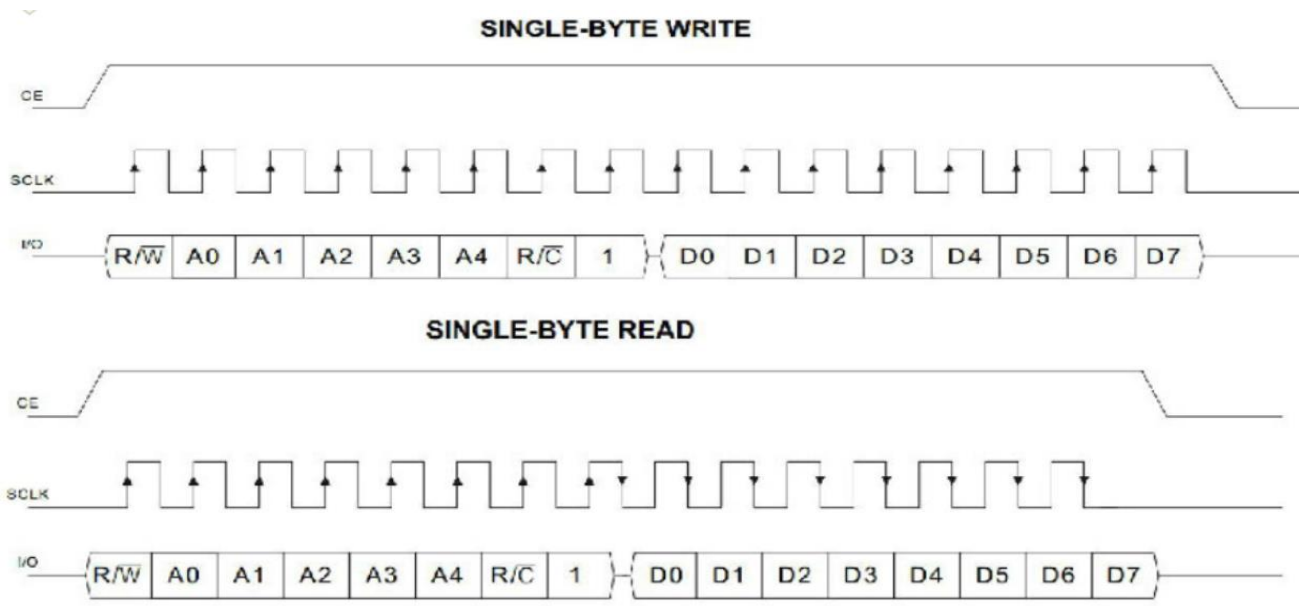 SINGLE-BYTE WRITE
CE
SCLK
I/O R/W̅ A0 A1 A2 A3 A4 R/C̅ 1 D0 D1 D2 D3 D4 D5 D6 D7
SINGLE-BYTE READ
CE
SCLK
I/O R/W̅ A0 A1 A2 A3 A4 R/C̅ 1 D0 D1 D2 D3 D4 D5 D6 D7